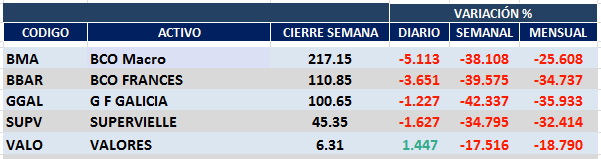 VARIACIÓN %
CODIGO ACTIVO CIERRE SEMANA DIARIO SEMANAL MENSUAL
BMA BCO Macro 217.15 -5.113 -38.108 -25.608
BBAR BCO FRANCES 110.85 -3.651 -39.575 -34.737
GGAL G F GALICIA 100.65 -1.227 -42.337 -35.933
SUPV SUPERVIELLE 45.35 -1.627 -34.795 -32.414
VALO VALORES 6.31 1.447 -17.516 -18.790